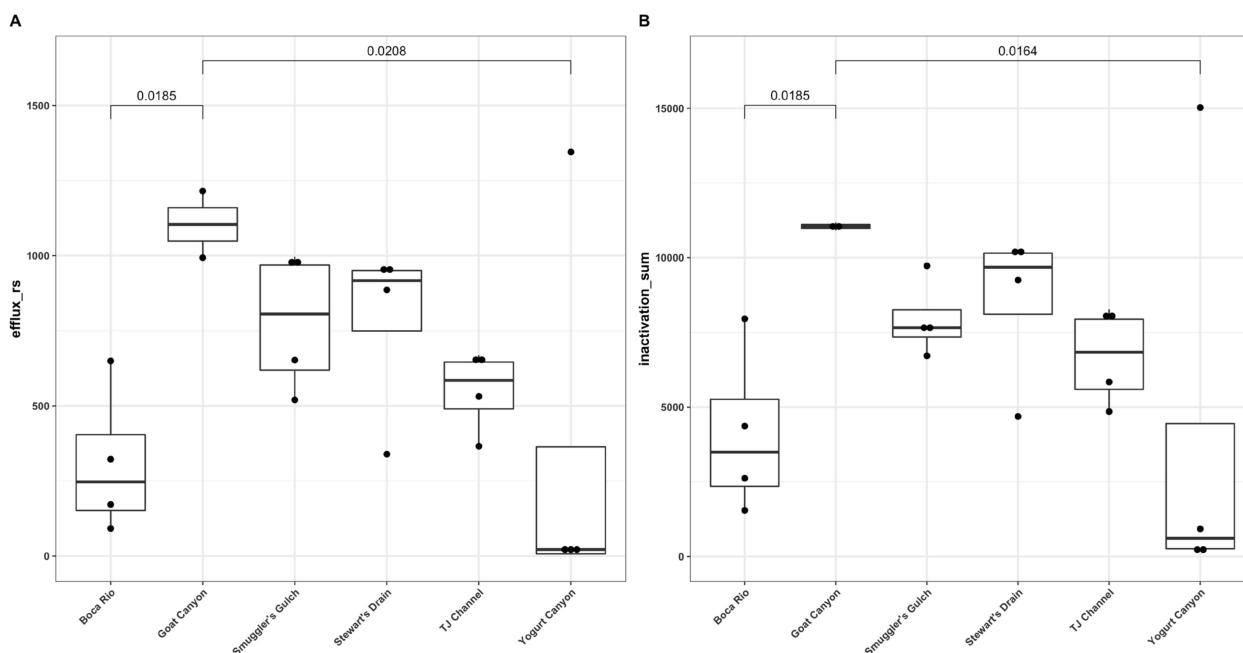 A
0.0208
0.0185
1500
1000
500
0
efflux_rs
Boca Rio
Goat Canyon
Smuggler's Gulch
Stewart's Drain
TJ Channel
Yogurt Canyon
B
0.0164
0.0185
15000
10000
5000
0
inactivation_sum
Boca Rio
Goat Canyon
Smuggler's Gulch
Stewart's Drain
TJ Channel
Yogurt Canyon